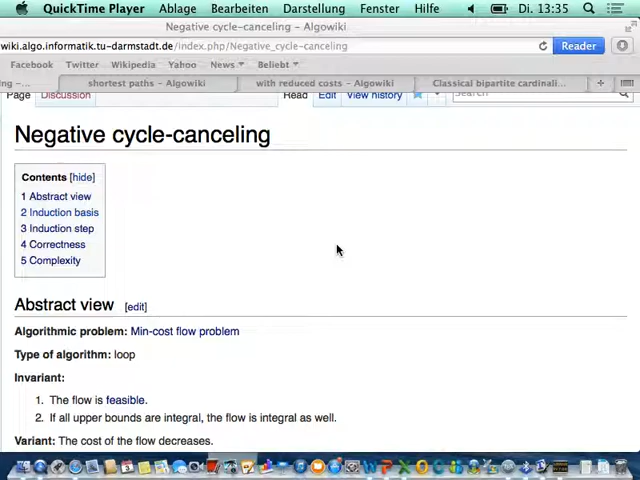 QuickTime Player Ablage Bearbeiten Darstellung Fenster Hilfe Di. 13:35
Negative cycle-canceling – Algowiki
wiki.algo.informatik.tu-darmstadt.de/index.php/Negative_cycle-canceling Reader
Facebook Twitter Wikipedia Yahoo News Beliebt
ng –... shortest paths – Algowiki with reduced costs – Algowiki Classical bipartite cardinali... +
Page Discussion Read Edit View history Search
Negative cycle-canceling
Contents [hide]
1 Abstract view
2 Induction basis
3 Induction step
4 Correctness
5 Complexity
Abstract view [edit]
Algorithmic problem: Min-cost flow problem
Type of algorithm: loop
Invariant:
1. The flow is feasible.
2. If all upper bounds are integral, the flow is integral as well.
Variant: The cost of the flow decreases.